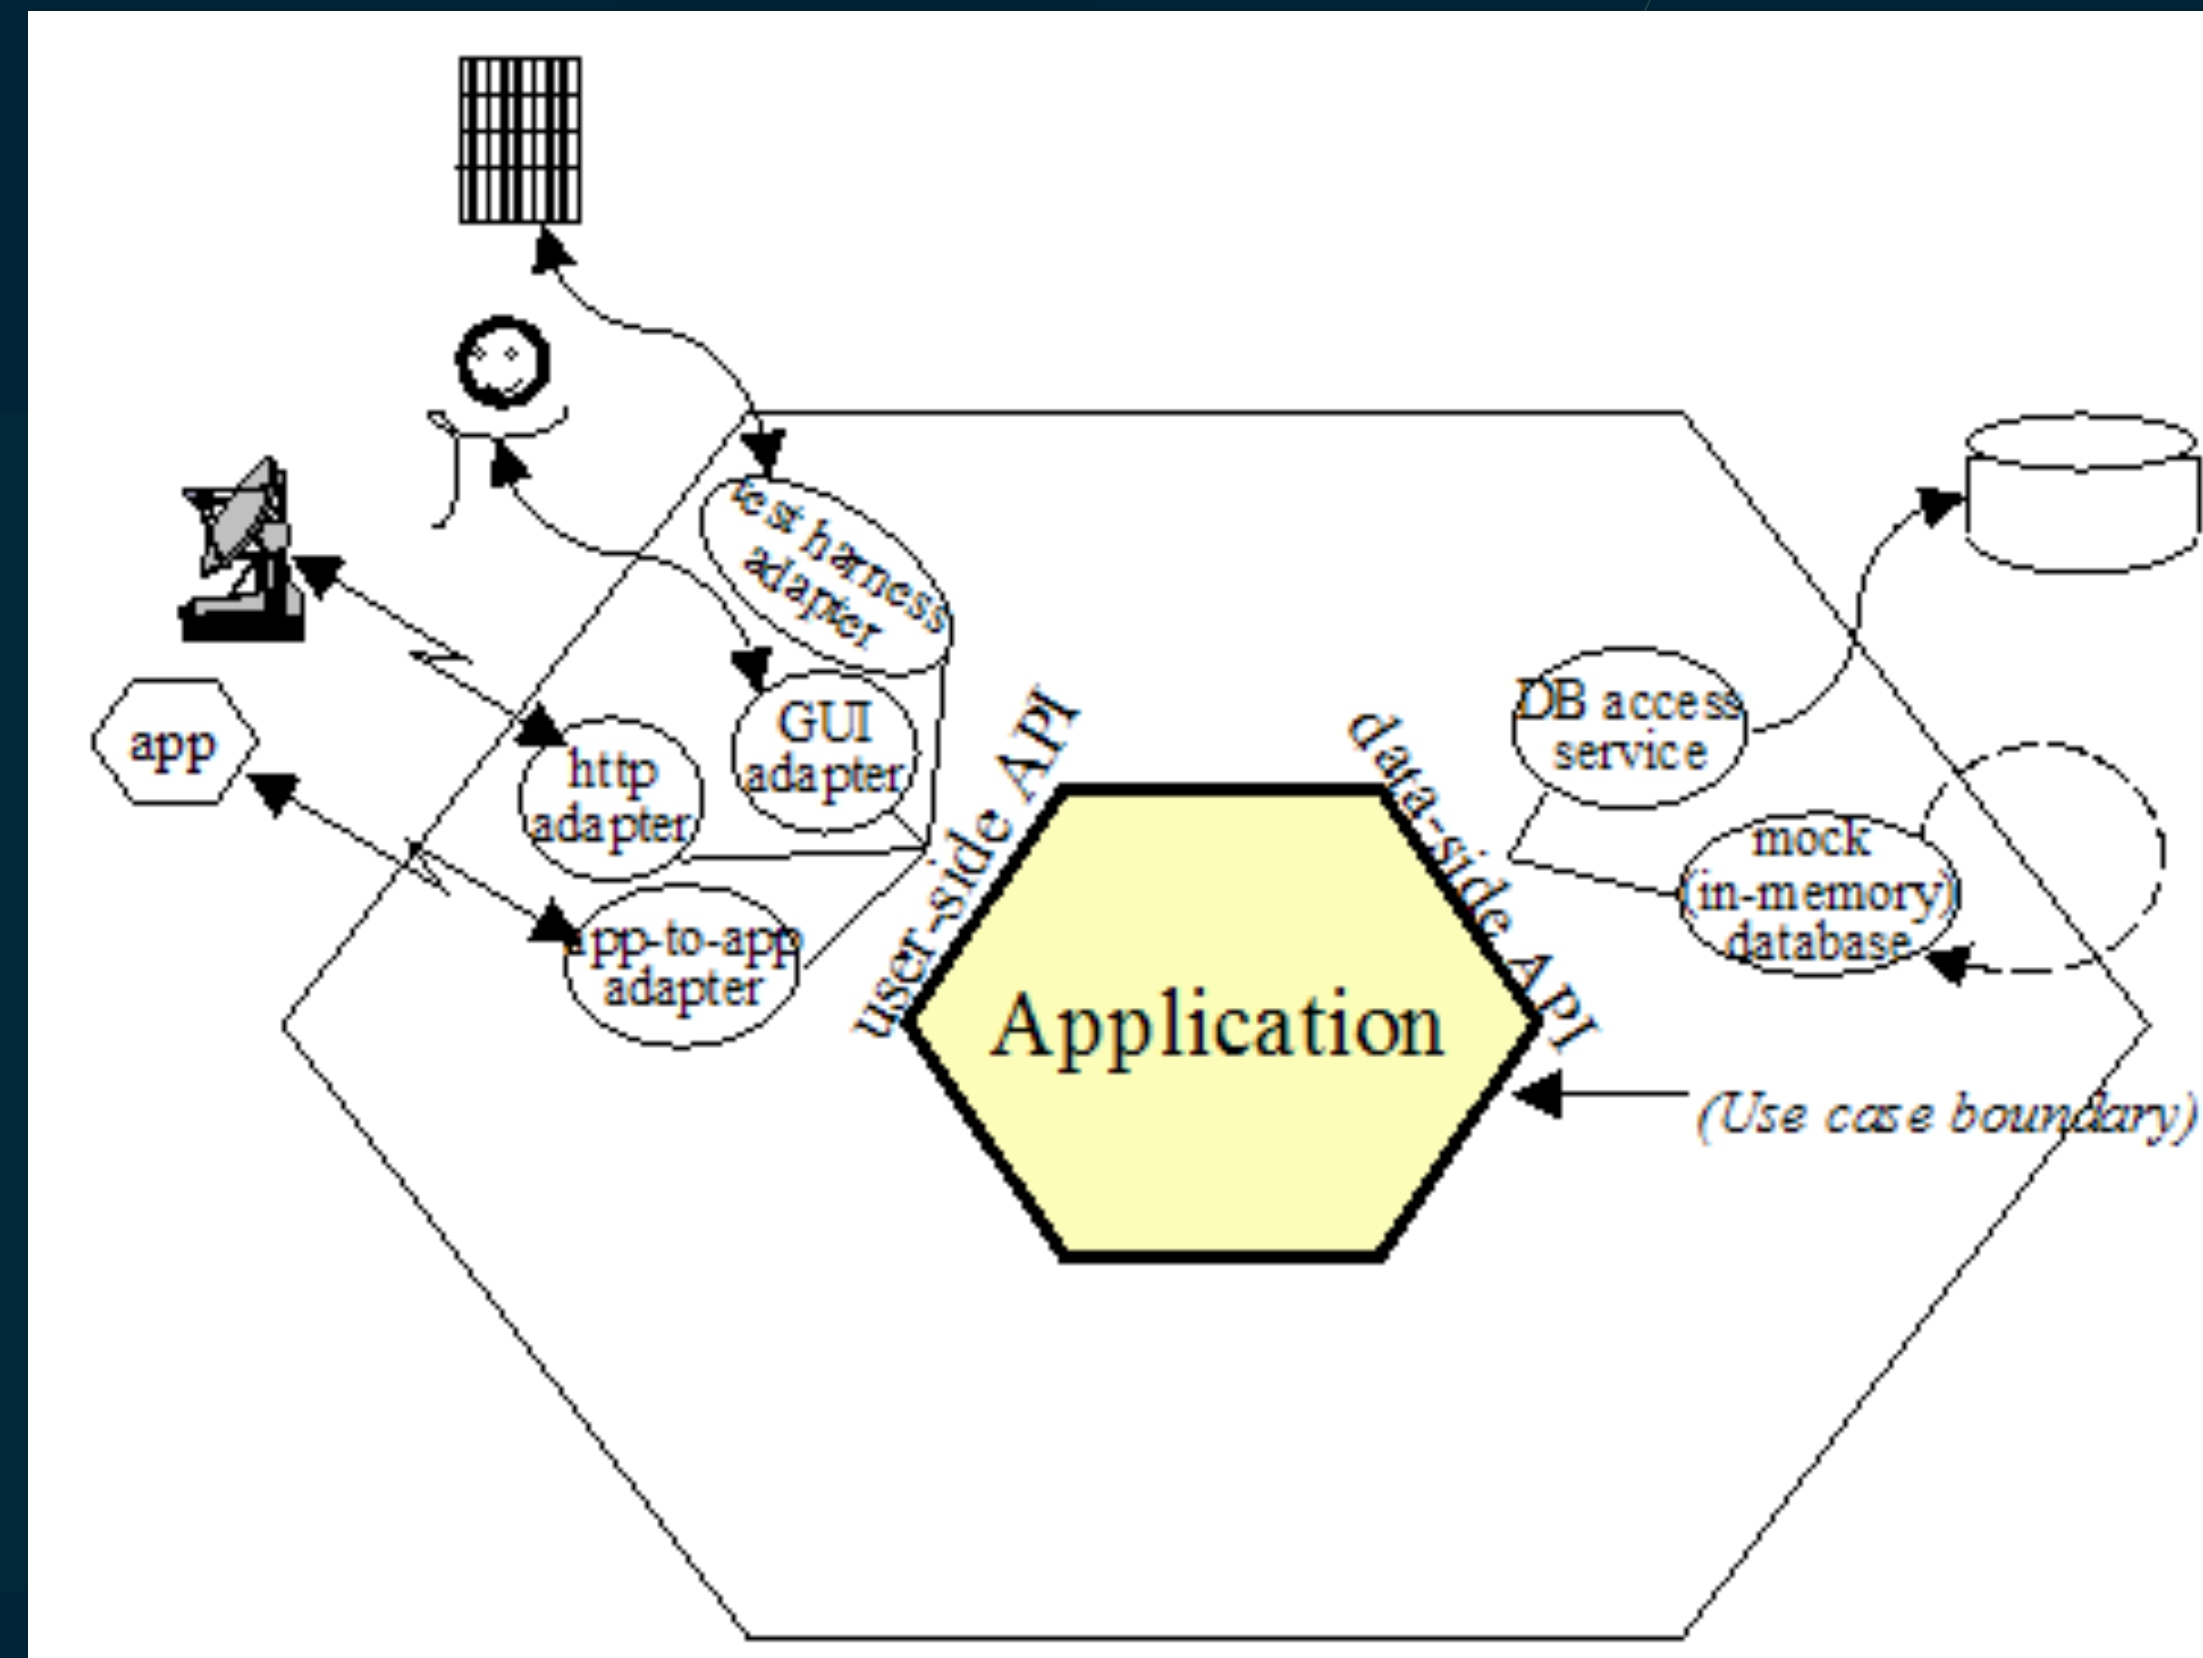 test harness
adapter
GUI
adapter
app
http
adapter
app-to-app
adapter
user-side API
data-side API
DB access
service
mock
(in-memory)
database
Application
(Use case boundary)